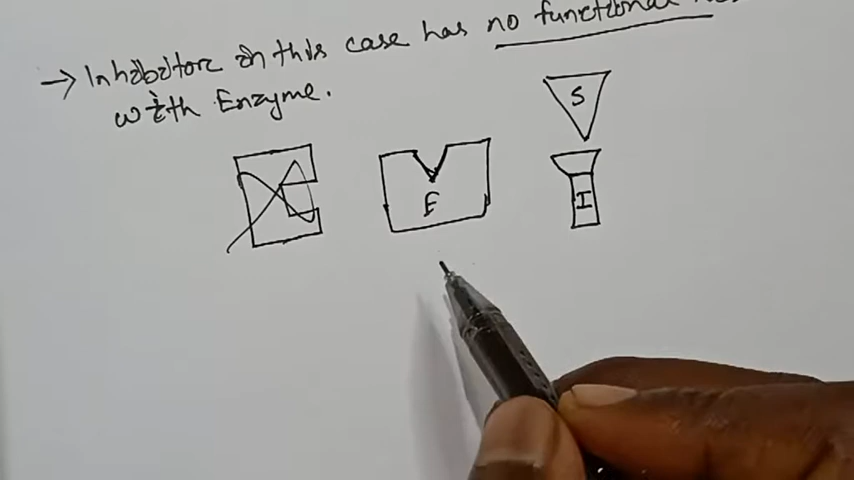 → Inhibitor in this case has no functional
with Enzyme.
S
E
I